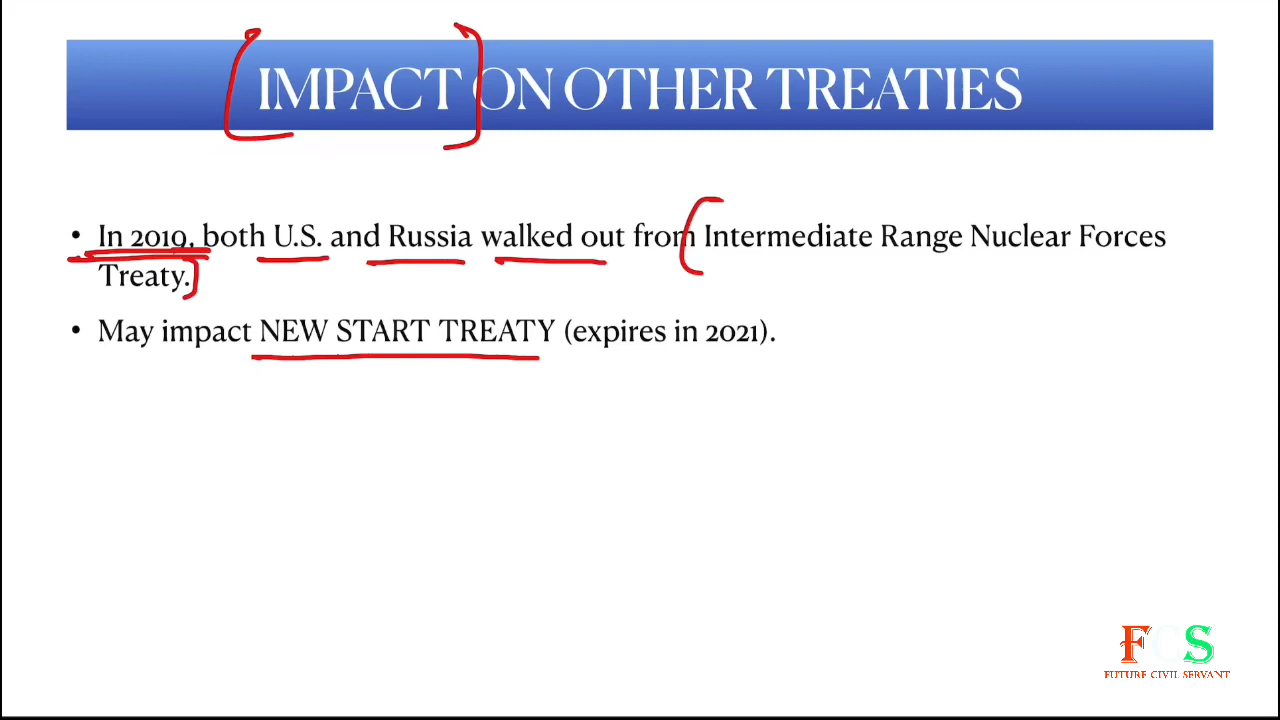 IMPACT ON OTHER TREATIES
• In 2019, both U.S. and Russia walked out from Intermediate Range Nuclear Forces
Treaty.
• May impact NEW START TREATY (expires in 2021).
FCS
FUTURE CIVIL SERVANT